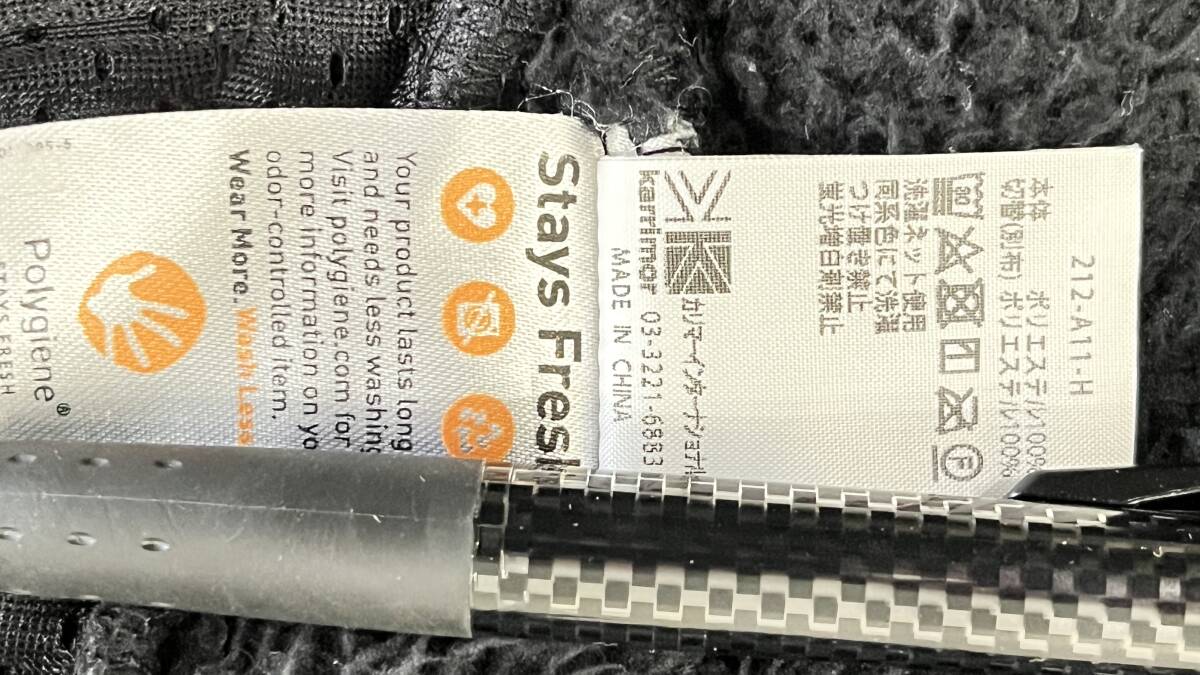 212-A11-H
本体 ポリエステル100%
切替(別布) ポリエステル100%
30
F
洗濯ネット使用
同系色にて洗濯
つけ置き禁止
蛍光増白剤禁止
カリマーインターナショナル
karrimor 03-3221-6883
MADE IN CHINA
Stays Fresh
Your product lasts long
and needs less washing
Visit polygiene.com for
more information on yo
odor-controlled item.
Wear More. Wash Less
Polygiene®
STAYS FRESH